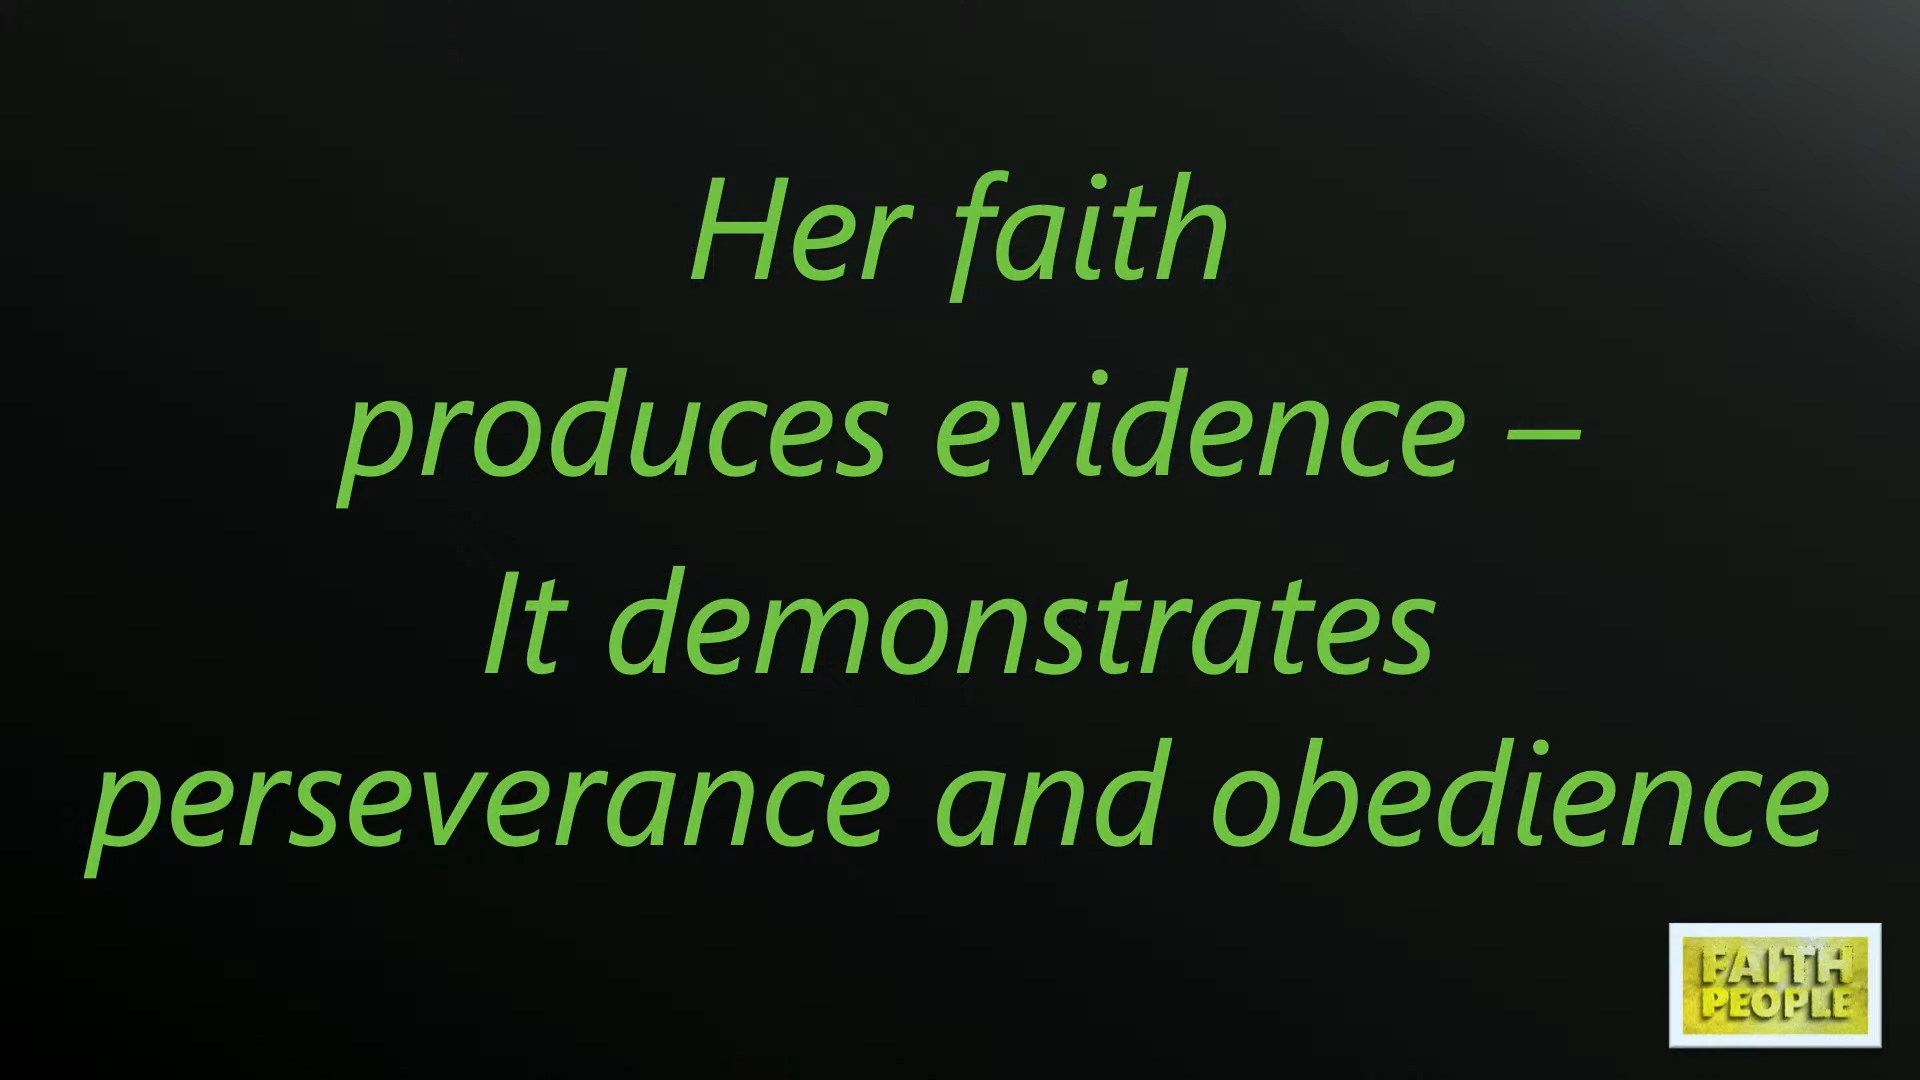 Her faith
produces evidence –
It demonstrates
perseverance and obedience
FAITH
PEOPLE